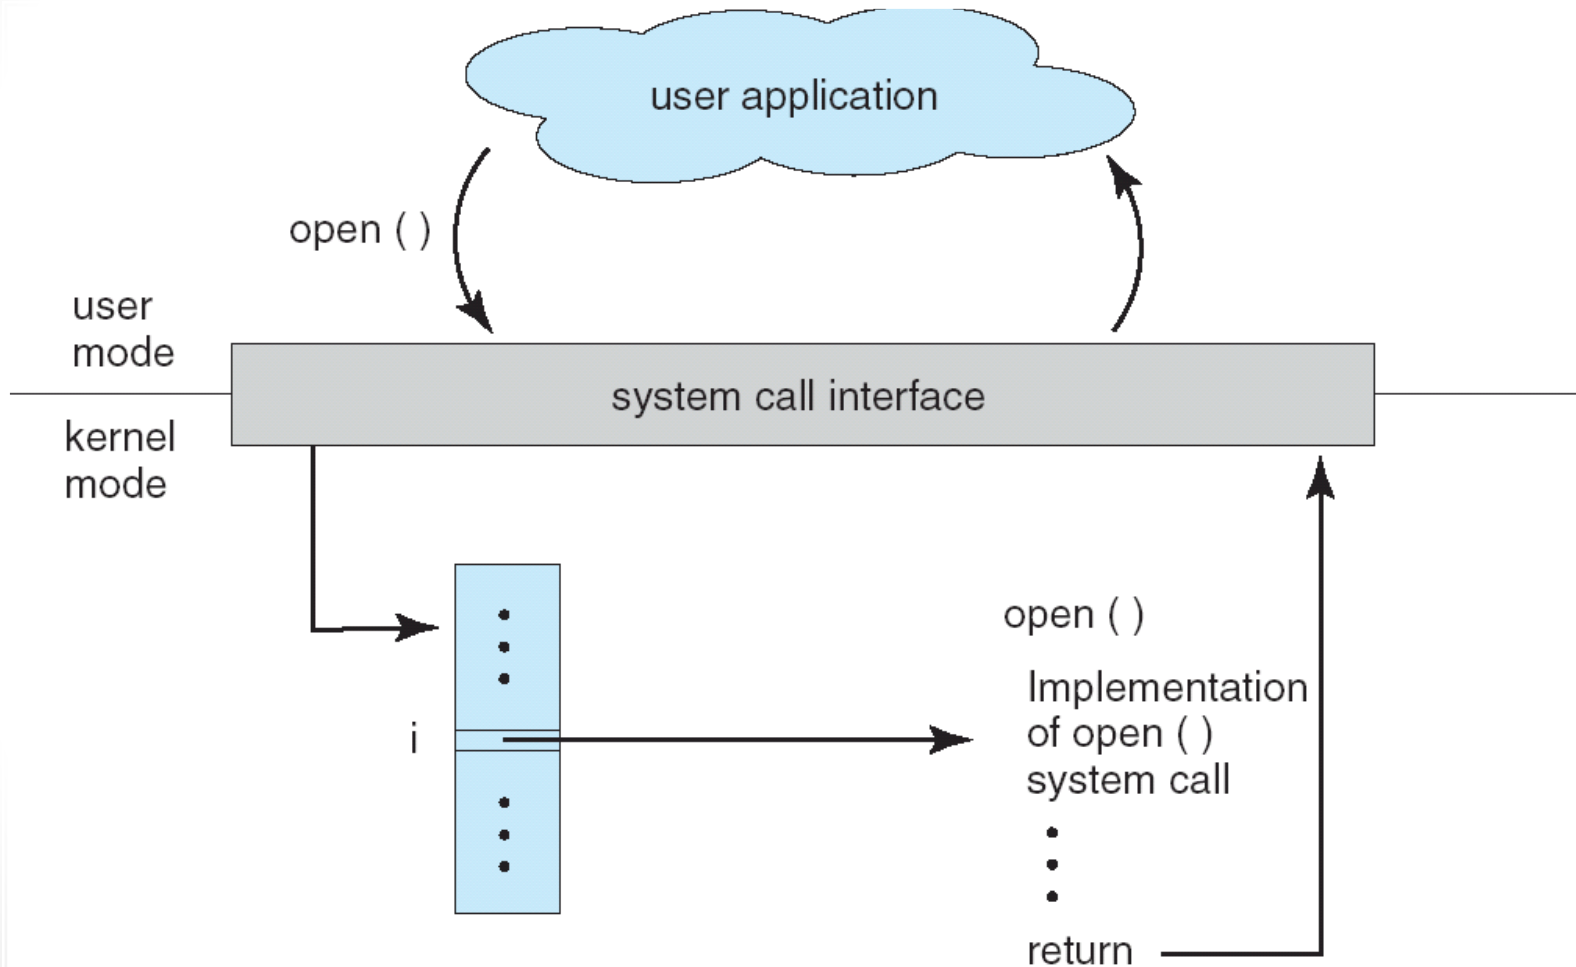 user application
open ( )
user
mode
system call interface
kernel
mode
open ( )
Implementation
of open ( )
system call
i
return